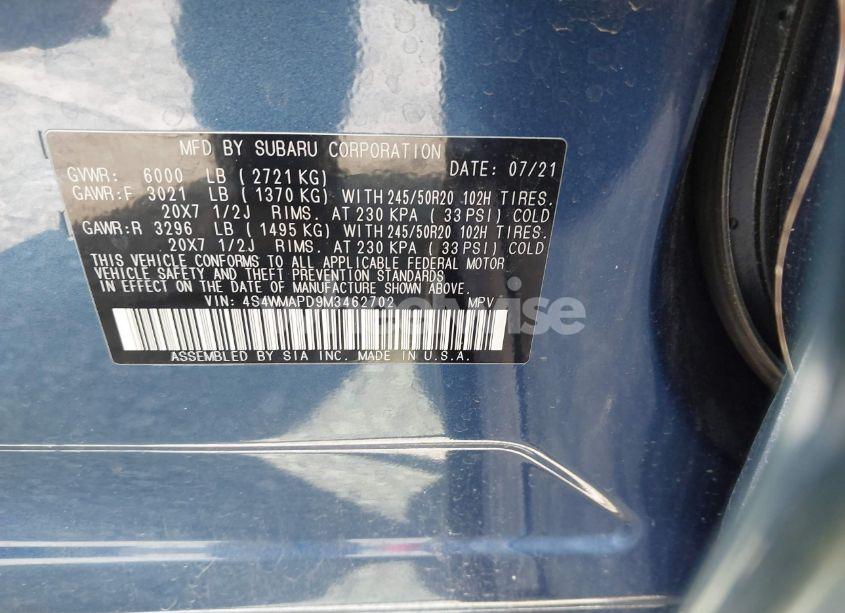 MFD BY SUBARU CORPORATION
GVWR: 6000 LB ( 2721 KG) DATE: 07/21
GAWR:F 3021 LB ( 1370 KG) WITH 245/50R20 102H TIRES.
20X7 1/2J RIMS. AT 230 KPA ( 33 PSI) COLD
GAWR:R 3296 LB ( 1495 KG) WITH 245/50R20 102H TIRES.
20X7 1/2J RIMS. AT 230 KPA ( 33 PSI) COLD
THIS VEHICLE CONFORMS TO ALL APPLICABLE FEDERAL MOTOR
VEHICLE SAFETY AND THEFT PREVENTION STANDARDS
IN EFFECT ON THE DATE OF MANUFACTURE SHOWN ABOVE.
VIN: 4S4WMAPD9M3462702 MPV
ASSEMBLED BY SIA INC. MADE IN U.S.A.